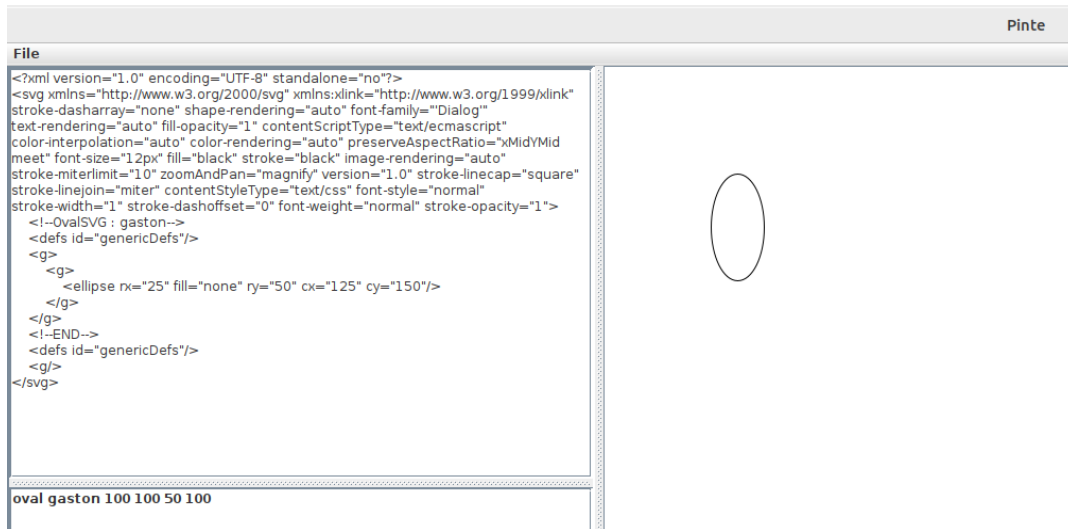 Pinte
File
<?xml version="1.0" encoding="UTF-8" standalone="no"?>
<svg xmlns="http://www.w3.org/2000/svg" xmlns:xlink="http://www.w3.org/1999/xlink"
stroke-dasharray="none" shape-rendering="auto" font-family="'Dialog'"
text-rendering="auto" fill-opacity="1" contentScriptType="text/ecmascript"
color-interpolation="auto" color-rendering="auto" preserveAspectRatio="xMidYMid
meet" font-size="12px" fill="black" stroke="black" image-rendering="auto"
stroke-miterlimit="10" zoomAndPan="magnify" version="1.0" stroke-linecap="square"
stroke-linejoin="miter" contentStyleType="text/css" font-style="normal"
stroke-width="1" stroke-dashoffset="0" font-weight="normal" stroke-opacity="1">
<!--OvalSVG : gaston-->
<defs id="genericDefs"/>
<g>
<g>
<ellipse rx="25" fill="none" ry="50" cx="125" cy="150"/>
</g>
</g>
<!--END-->
<defs id="genericDefs"/>
<g/>
</svg>
oval gaston 100 100 50 100